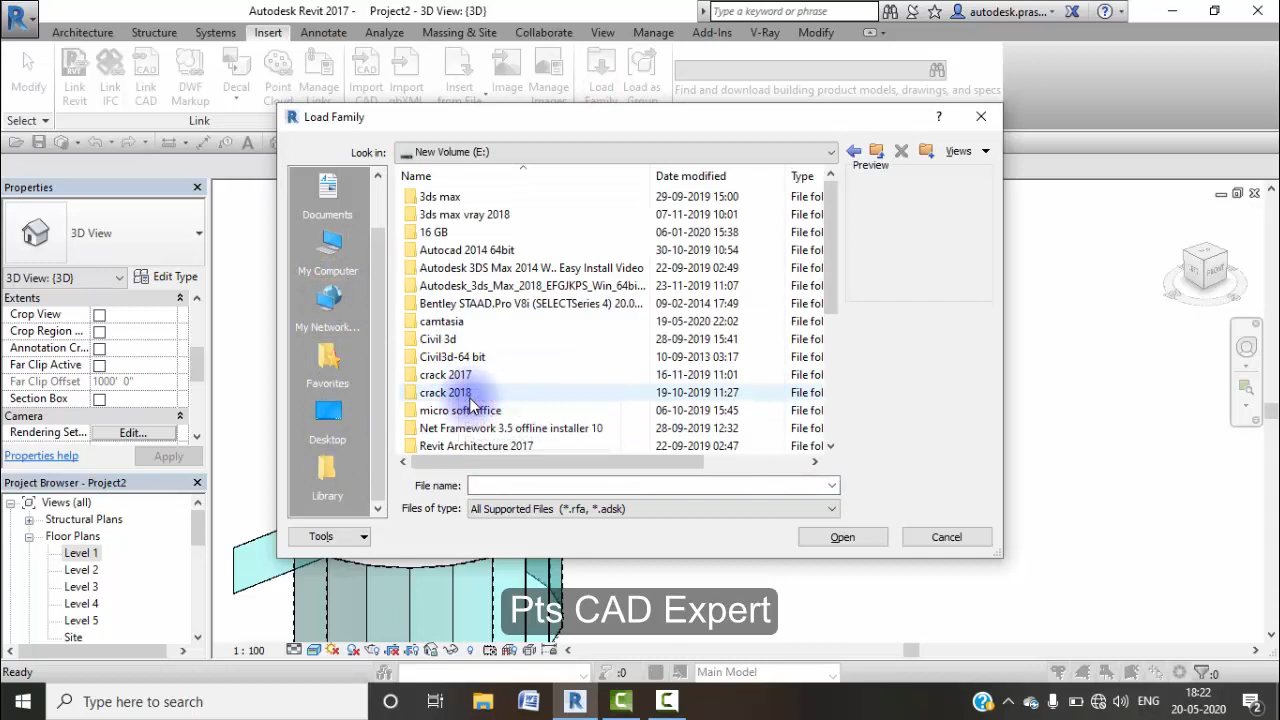 Autodesk Revit 2017 - Project2 - 3D View: {3D}
Type a keyword or phrase
autodesk.pras...
Architecture Structure Systems Insert Annotate Analyze Massing & Site Collaborate View Manage Add-Ins V-Ray Modify
Modify
Link Revit
Link IFC
Link CAD
DWF Markup
Decal
Point Cloud
Manage Links
Import CAD
Import gbXML
Insert from File
Image
Manage Images
Load Family
Load as Group
Find and download building product models, drawings, and specs
Select
Link
Load Family
Look in: New Volume (E:)
Views
Preview
Name Date modified Type
3ds max 29-09-2019 15:00 File fol
3ds max vray 2018 07-11-2019 10:01 File fol
16 GB 06-01-2020 15:38 File fol
Autocad 2014 64bit 30-10-2019 10:54 File fol
Autodesk 3DS Max 2014 W.. Easy Install Video 22-09-2019 02:49 File fol
Autodesk_3ds_Max_2018_EFGJKPS_Win_64bi... 23-11-2019 11:07 File fol
Bentley STAAD.Pro V8i (SELECTSeries 4) 20.0... 09-02-2014 17:49 File fol
camtasia 19-05-2020 22:02 File fol
Civil 3d 28-09-2019 15:41 File fol
Civil3d-64 bit 10-09-2013 03:17 File fol
crack 2017 16-11-2019 11:01 File fol
crack 2018 19-10-2019 11:27 File fol
micro soft office 06-10-2019 15:45 File fol
Net Framework 3.5 offline installer 10 28-09-2019 12:32 File fol
Revit Architecture 2017 22-09-2019 02:47 File fol
Documents
My Computer
My Network...
Favorites
Desktop
Library
File name:
Files of type: All Supported Files (*.rfa, *.adsk)
Tools
Open
Cancel
Properties
3D View
3D View: {3D}
Edit Type
Extents
Crop View
Crop Region ...
Annotation Cr...
Far Clip Active
Far Clip Offset 1000' 0"
Section Box
Camera
Rendering Set... Edit...
Properties help
Apply
Project Browser - Project2
Views (all)
Structural Plans
Floor Plans
Level 1
Level 2
Level 3
Level 4
Level 5
Site
FRONT
Pts CAD Expert
1 : 100
Ready
:0
Main Model
:0
Type here to search
ENG
18:22
20-05-2020
2